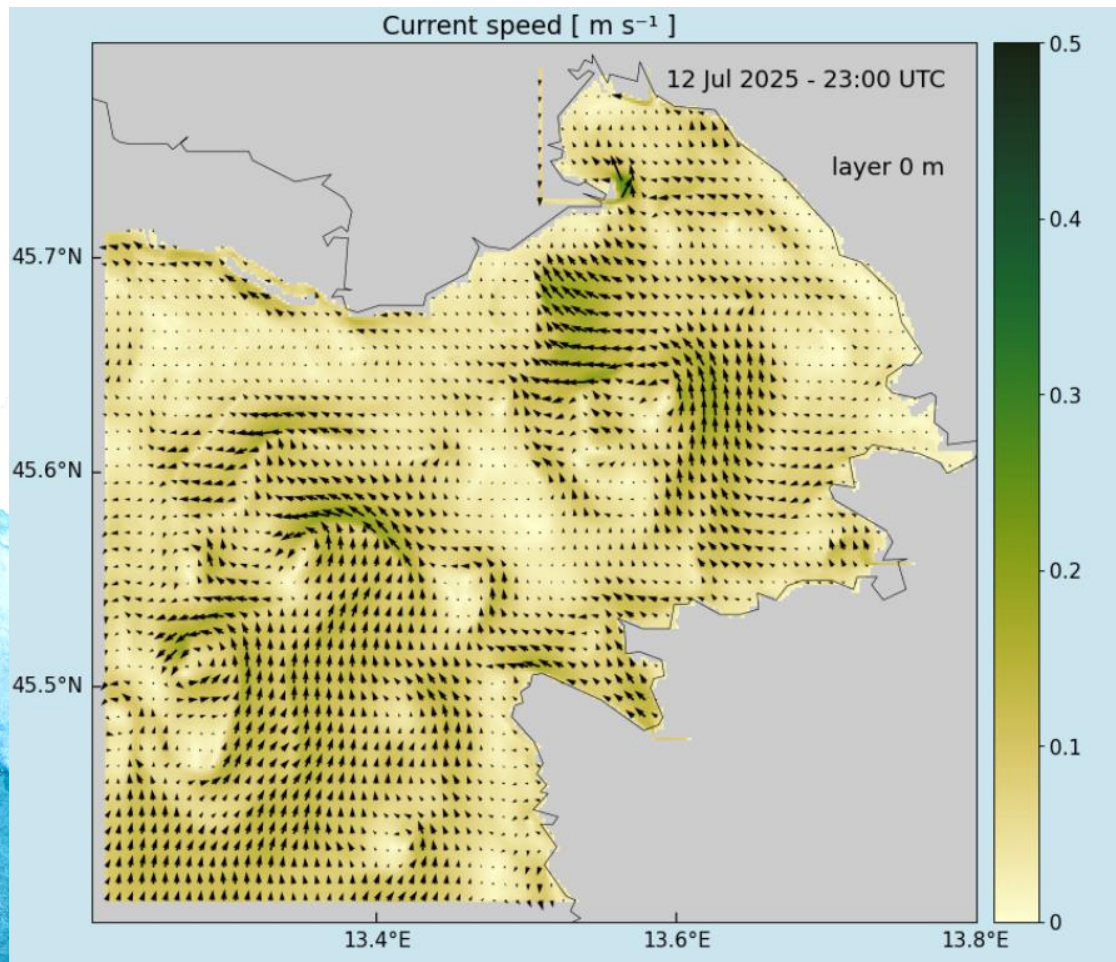 Current speed [ m s⁻¹ ]
12 Jul 2025 - 23:00 UTC
layer 0 m
45.7°N
45.6°N
45.5°N
13.4°E
13.6°E
13.8°E
0.5
0.4
0.3
0.2
0.1
0